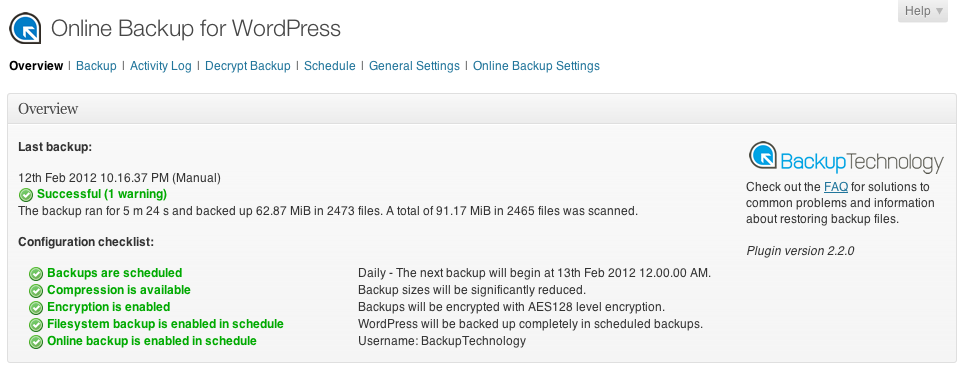 Help
Online Backup for WordPress
Overview | Backup | Activity Log | Decrypt Backup | Schedule | General Settings | Online Backup Settings
Overview
Last backup:
12th Feb 2012 10.16.37 PM (Manual)
Successful (1 warning)
The backup ran for 5 m 24 s and backed up 62.87 MiB in 2473 files. A total of 91.17 MiB in 2465 files was scanned.
Configuration checklist:
Backups are scheduled Daily - The next backup will begin at 13th Feb 2012 12.00.00 AM.
Compression is available Backup sizes will be significantly reduced.
Encryption is enabled Backups will be encrypted with AES128 level encryption.
Filesystem backup is enabled in schedule WordPress will be backed up completely in scheduled backups.
Online backup is enabled in schedule Username: BackupTechnology
BackupTechnology
Check out the FAQ for solutions to
common problems and information
about restoring backup files.
Plugin version 2.2.0